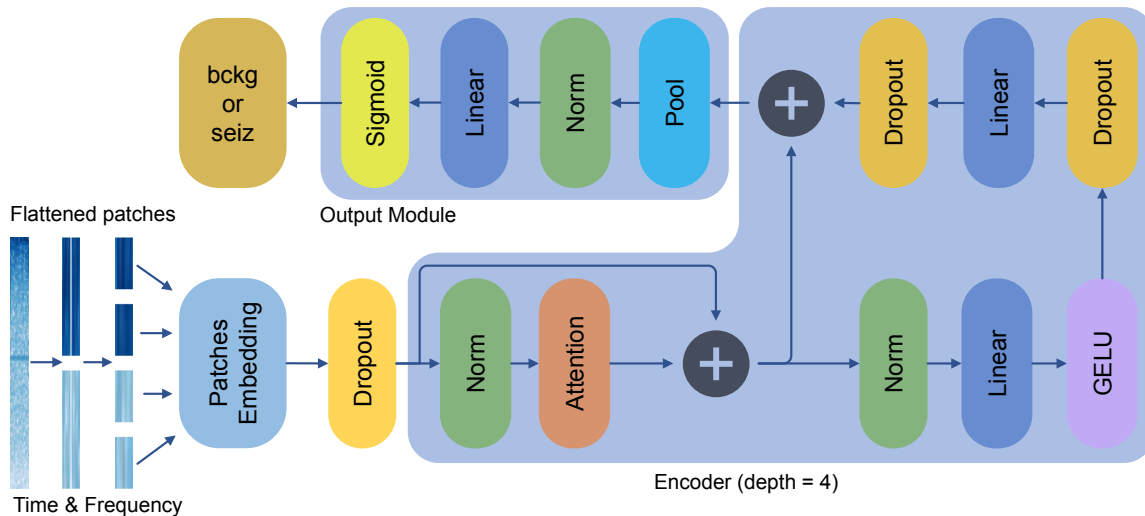 bckg
or
seiz
Sigmoid
Linear
Norm
Pool
Dropout
Linear
Dropout
Output Module
Flattened patches
Patches
Embedding
Dropout
Norm
Attention
Norm
Linear
GELU
Time & Frequency
Encoder (depth = 4)